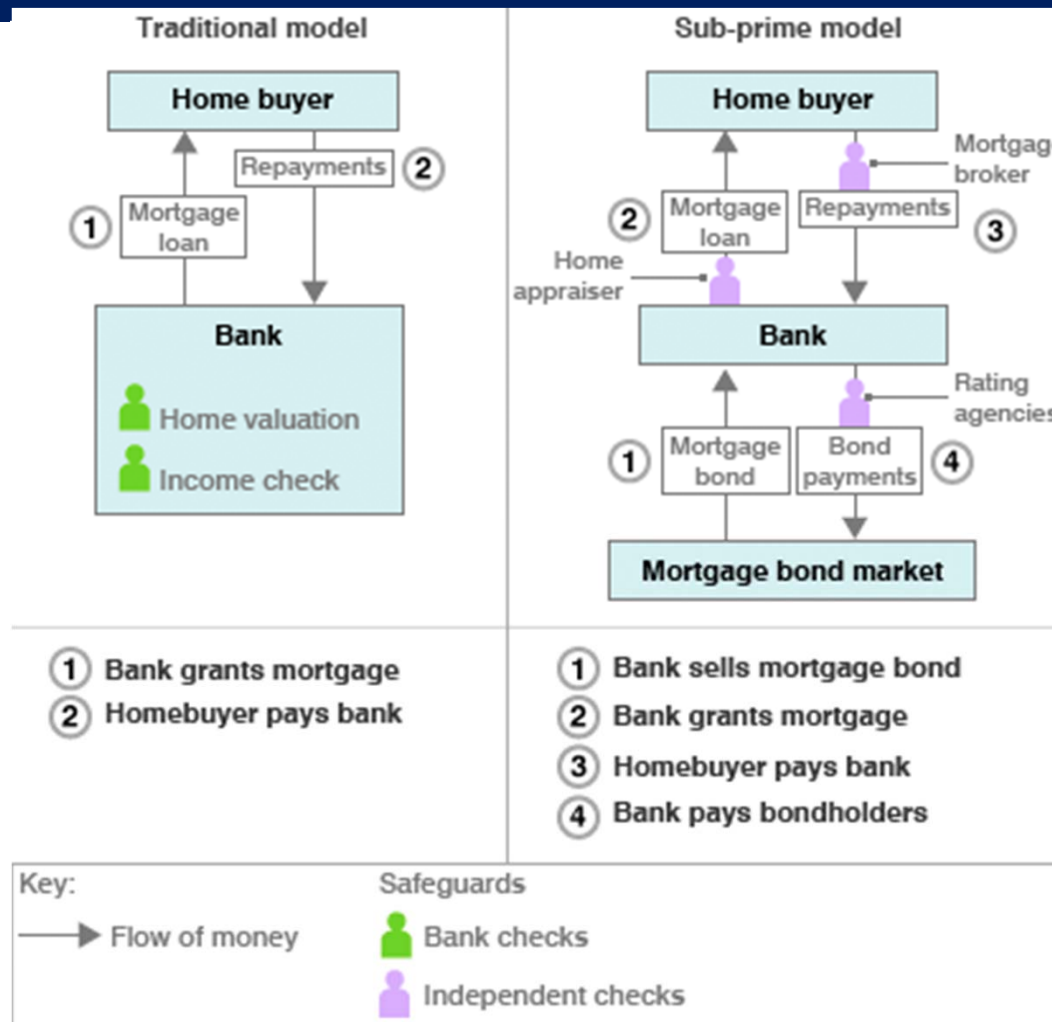 Traditional model
Home buyer
Repayments
2
1
Mortgage
loan
Bank
Home valuation
Income check
1 Bank grants mortgage
2 Homebuyer pays bank
Sub-prime model
Home buyer
Mortgag
broker
2
Mortgage
loan
Repayments
3
Home
appraiser
Bank
Rating
agencies
1
Mortgage
bond
Bond
payments
4
Mortgage bond market
1 Bank sells mortgage bond
2 Bank grants mortgage
3 Homebuyer pays bank
4 Bank pays bondholders
Key:
Flow of money
Safeguards
Bank checks
Independent checks